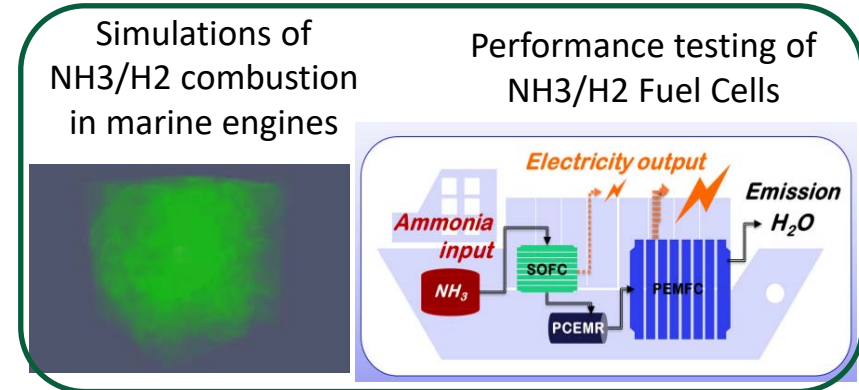 Simulations of
NH3/H2 combustion
in marine engines
Performance testing of
NH3/H2 Fuel Cells
Electricity output
Emission
H₂O
Ammonia
input
NH₃
SOFC
PCEMR
PEMFC